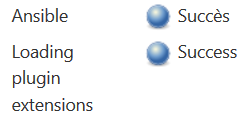 Ansible Succès
Loading Success
plugin
extensions